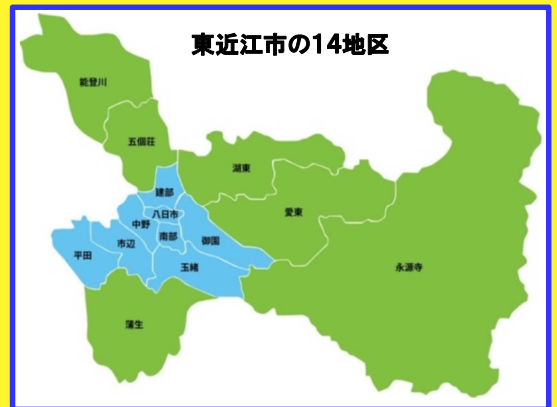 東近江市の14地区
能登川
五個荘
湖東
建部
愛東
八日市
中野
南部
御園
市辺
平田
玉緒
永源寺
蒲生